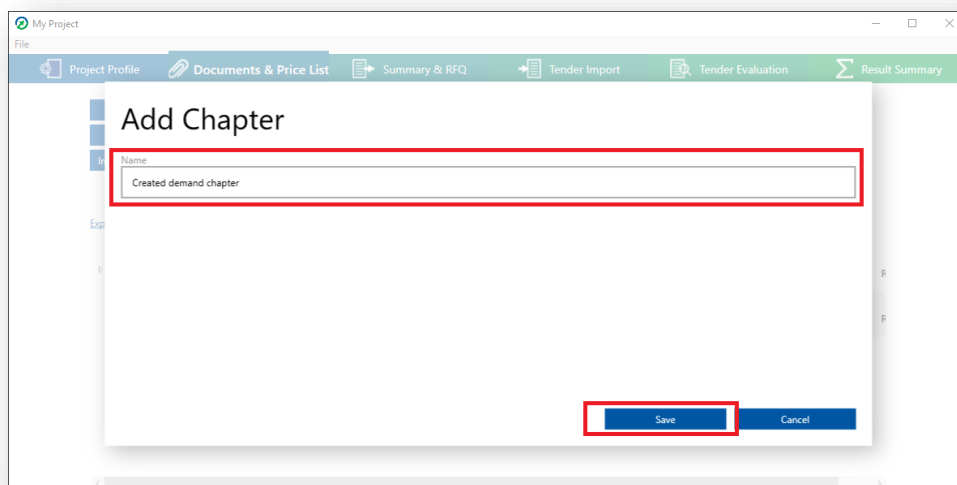 My Project
File
Project Profile
Documents & Price List
Summary & RFQ
Tender Import
Tender Evaluation
Result Summary
Add Chapter
Name
Created demand chapter
Save
Cancel